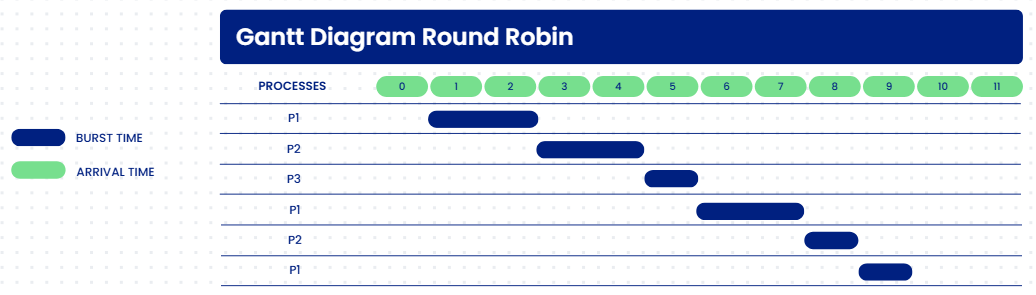 Gantt Diagram Round Robin
PROCESSES 0 1 2 3 4 5 6 7 8 9 10 11
P1
BURST TIME
P2
ARRIVAL TIME
P3
P1
P2
P1